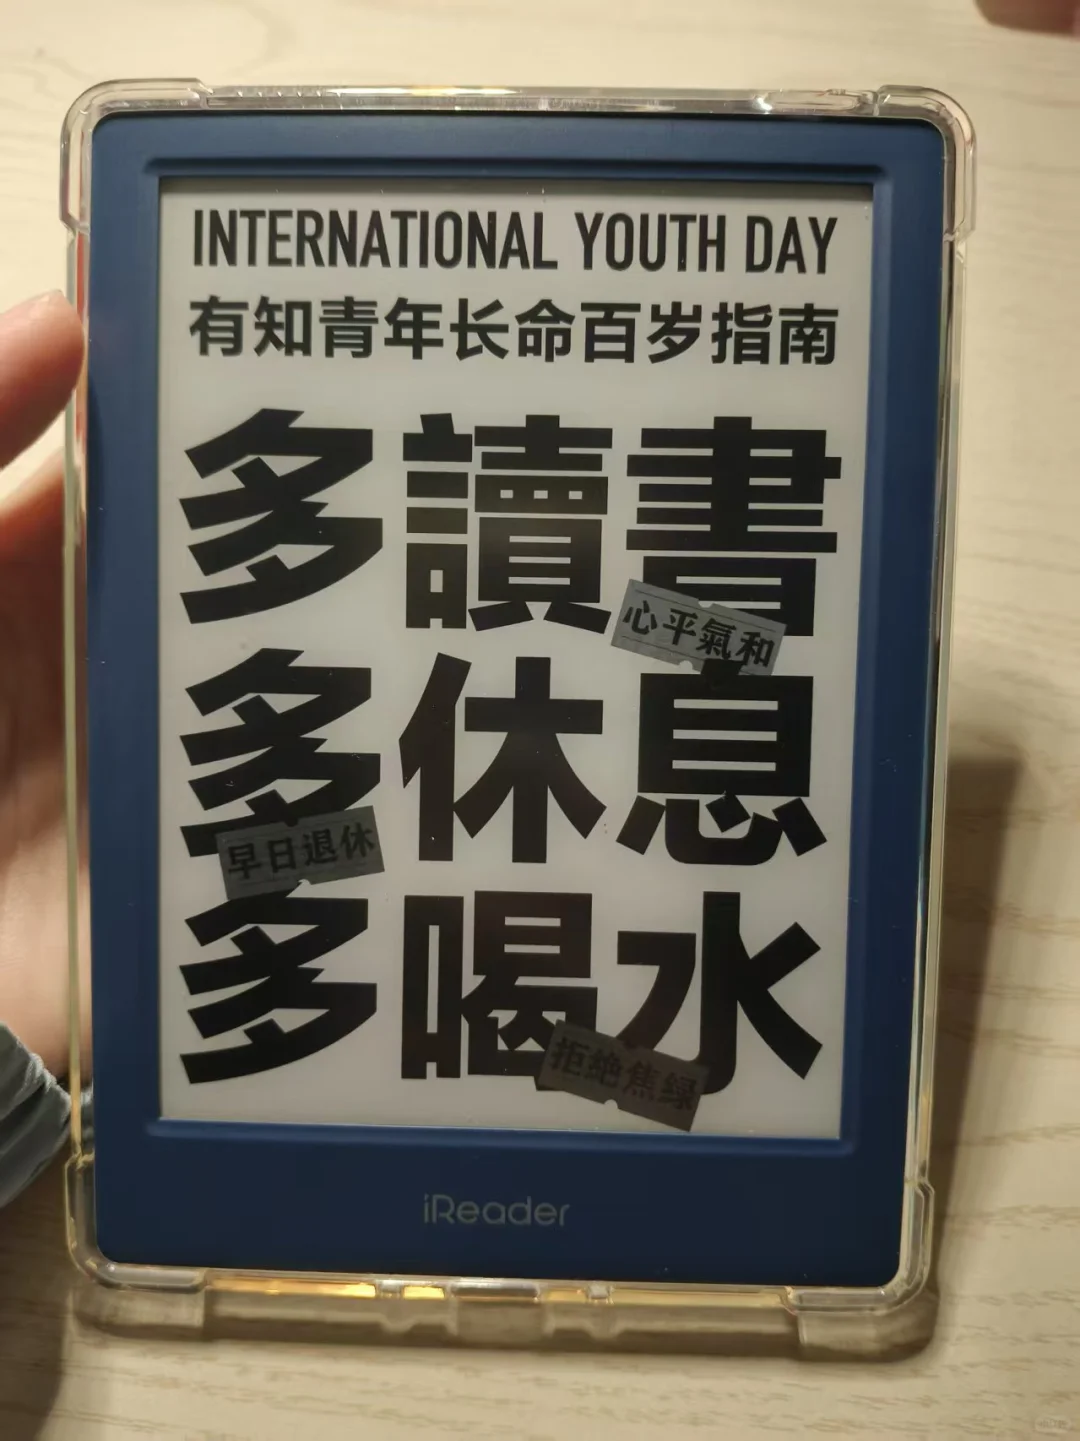 INTERNATIONAL YOUTH DAY
有知青年长命百岁指南
多讀書
心平氣和
多休息
早日退休
多喝水
拒絶焦绿
iReader